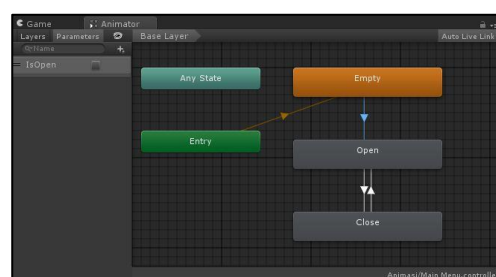 Game Animator
Layers Parameters Base Layer Auto Live Link
Name
IsOpen
Any State Empty
Entry
Open
Close
Animasi/Main Menu.controller